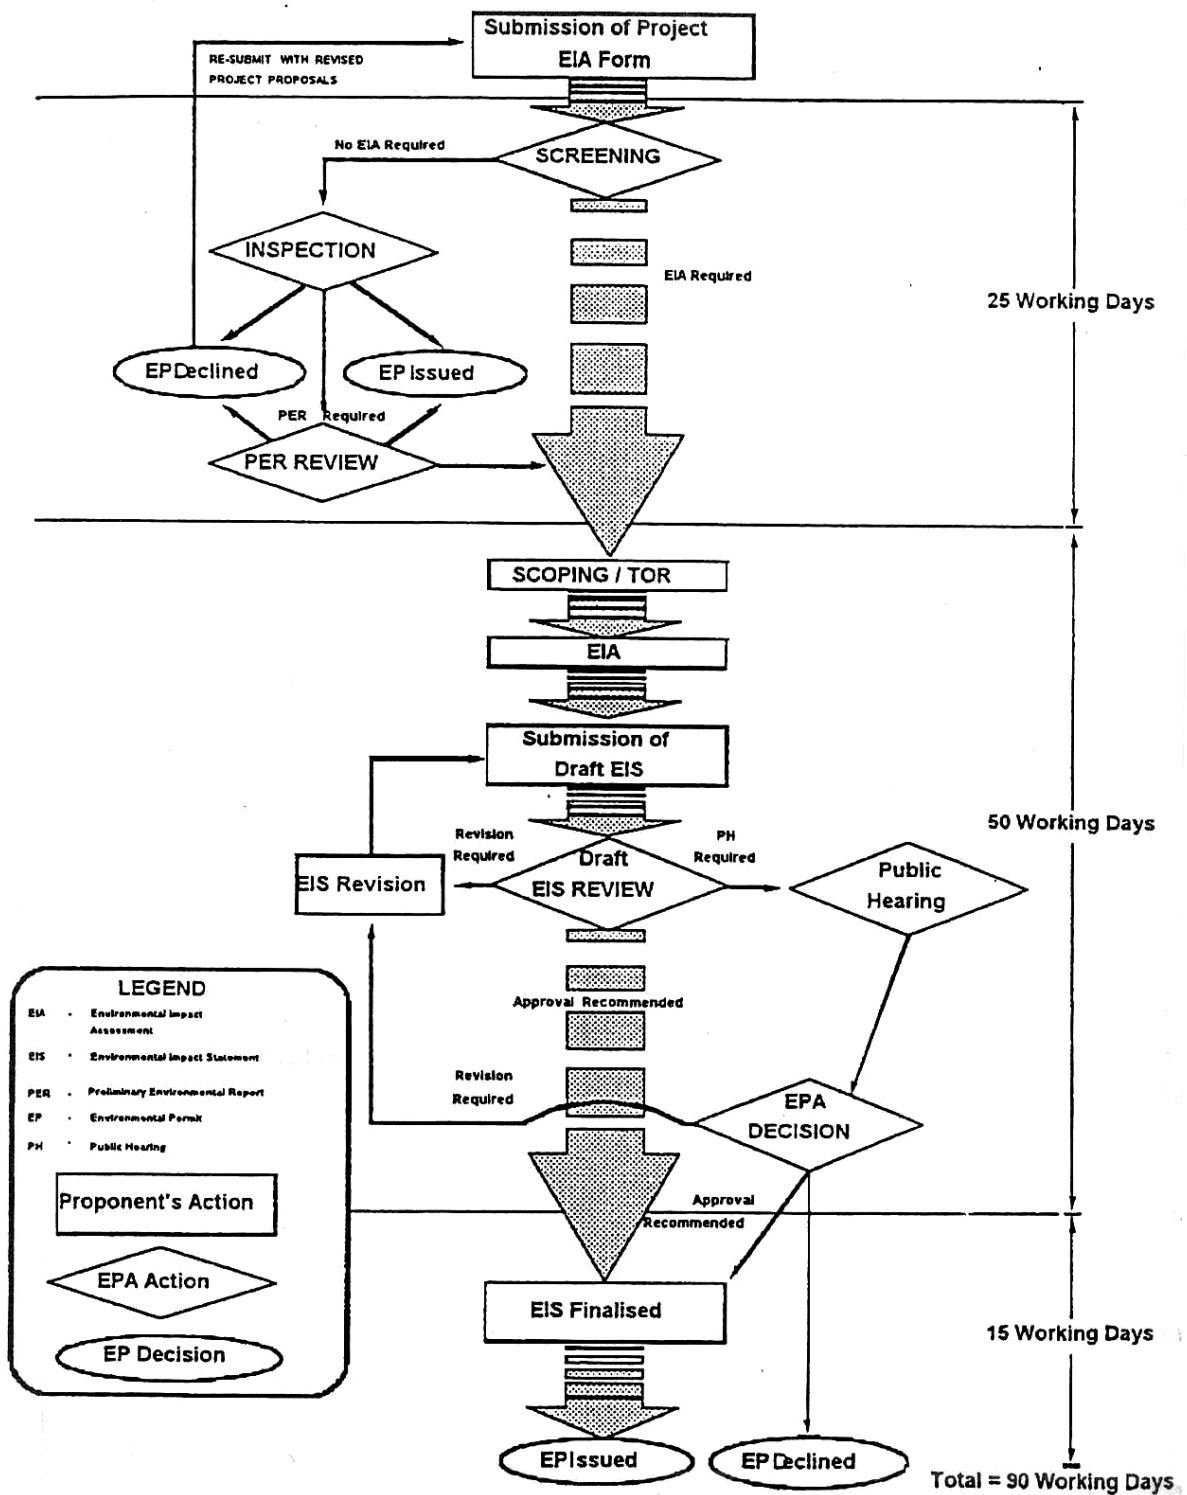 Submission of Project
EIA Form
RE-SUBMIT WITH REVISED
PROJECT PROPOSALS
No EIA Required
SCREENING
INSPECTION
EIA Required
25 Working Days
EP Declined
EP Issued
PER Required
PER REVIEW
SCOPING / TOR
EIA
Submission of
Draft EIS
Revision
Required
PH
Required
Draft
EIS REVIEW
EIS Revision
Public
Hearing
50 Working Days
Approval Recommended
Revision
Required
EPA
DECISION
LEGEND
EIA - Environmental Impact
Assessment
EIS - Environmental Impact Statement
PER - Preliminary Environmental Report
EP - Environmental Permit
PH - Public Hearing
Proponent's Action
EPA Action
EP Decision
Approval
Recommended
EIS Finalised
15 Working Days
EP Issued
EP Declined
Total = 90 Working Days